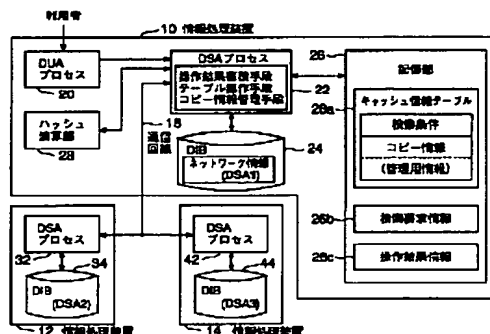 利用者
10 情報処理装置
DUA
プロセス
20
ハッシュ
演算部
28
DSAプロセス
操作結果蓄積手段
テーブル操作手段
コピー情報管理手段
22
18
通信
回線
24
DIB
ネットワーク情報
(DSA1)
26
記憶部
26a
キャッシュ情報テーブル
検索条件
コピー情報
(管理用情報)
26b
検索要求情報
26c
操作結果情報
DSA
プロセス
32
34
DIB
(DSA2)
12 情報処理装置
DSA
プロセス
42
44
DIB
(DSA3)
14 情報処理装置